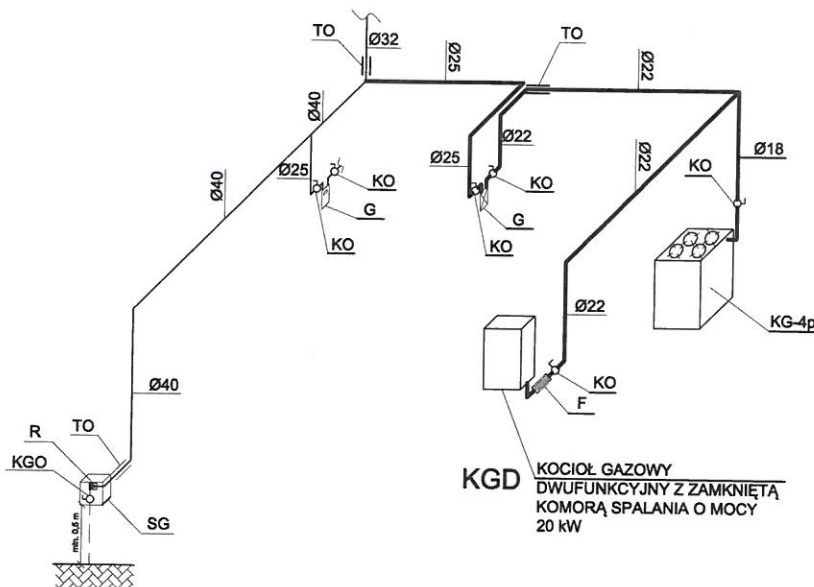 TO
Ø32
Ø25
TO
Ø22
Ø40
Ø40
Ø25
KO
G
KO
Ø25
Ø22
KO
G
KO
Ø22
Ø18
KO
KG-4p
Ø22
KO
F
Ø40
R
TO
KGO
SG
min. 0,5 m
KGD
KOCIOŁ GAZOWY
DWUFUNKCYJNY Z ZAMKNIĘTĄ
KOMORĄ SPALANIA O MOCY
20 kW